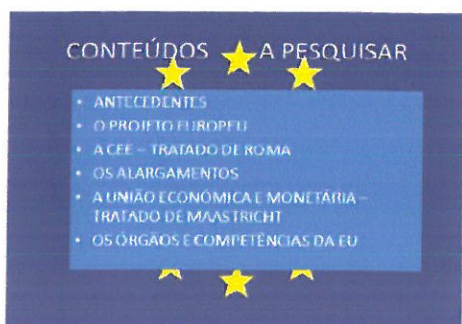 CONTEÚDOS A PESQUISAR
• ANTECEDENTES
• O PROJETO EUROPEU
• A CEE – TRATADO DE ROMA
• OS ALARGAMENTOS
• A UNIÃO ECONÓMICA E MONETÁRIA –
TRATADO DE MAASTRICHT
• OS ÓRGÃOS E COMPETÊNCIAS DA EU